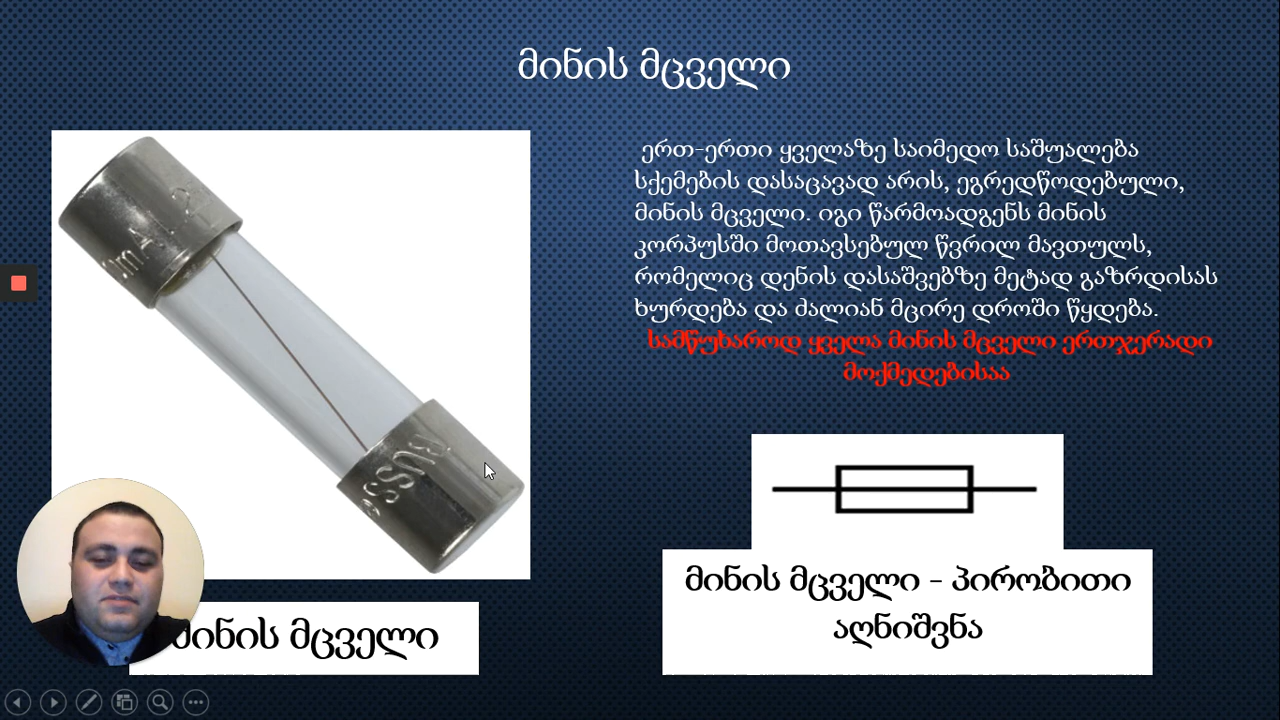 მინის მცველი
ერთ-ერთი ყველაზე საიმედო საშუალება
სქემების დასაცავად არის, ეგრედწოდებული,
მინის მცველი. იგი წარმოადგენს მინის
კორპუსში მოთავსებულ წვრილ მავთულს,
რომელიც დენის დასაშვებზე მეტად გაზრდისას
ხურდება და ძალიან მცირე დროში წყდება.
სამწუხაროდ ყველა მინის მცველი ერთჯერადი
მოქმედებისაა
BUSS
მინის მცველი - პირობითი
აღნიშვნა
მინის მცველი